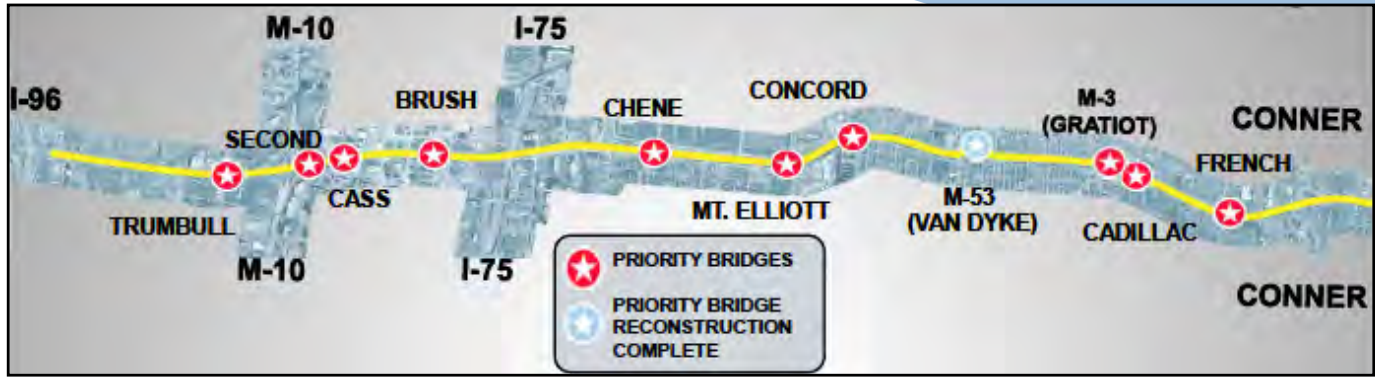 M-10
I-75
I-96
SECOND
BRUSH
CHENE
CONCORD
M-3
(GRATIOT)
CONNER
FRENCH
TRUMBULL
CASS
MT. ELLIOTT
M-53
(VAN DYKE)
CADILLAC
M-10
I-75
CONNER
PRIORITY BRIDGES
PRIORITY BRIDGE
RECONSTRUCTION
COMPLETE